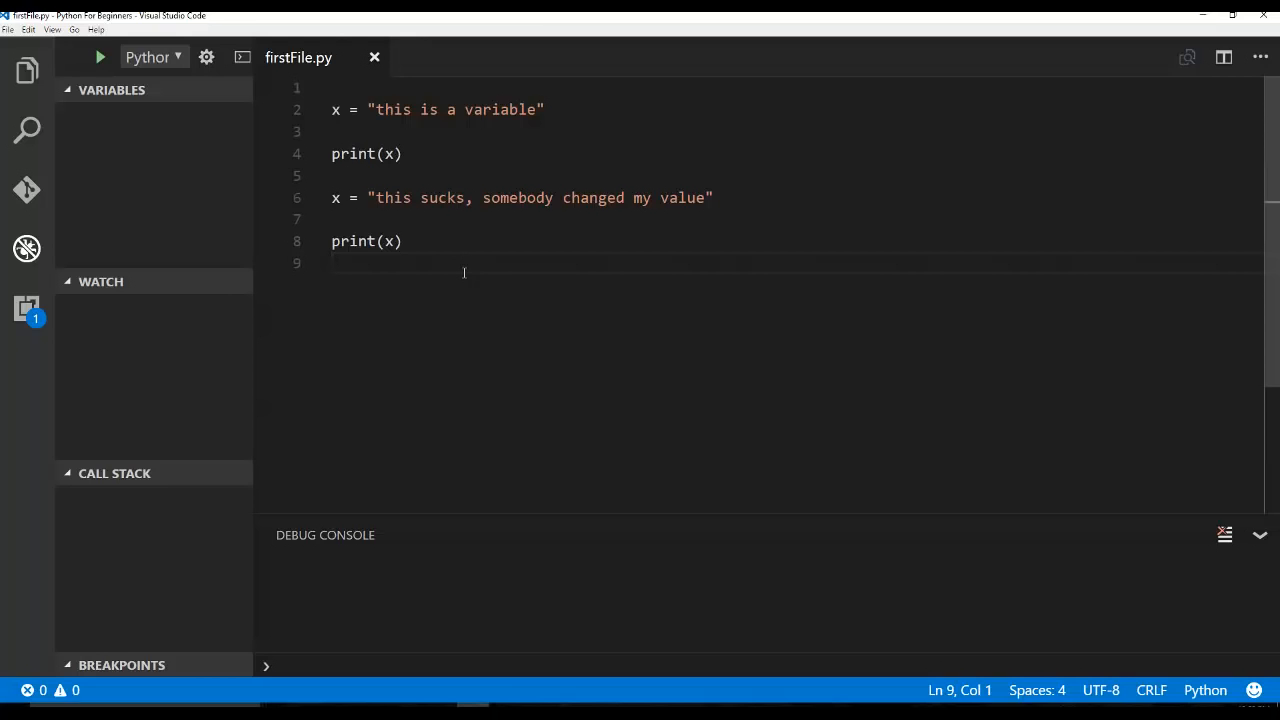 firstFile.py - Python For Beginners - Visual Studio Code
File Edit View Go Help
Python
firstFile.py
VARIABLES
1
2 x = "this is a variable"
3
4 print(x)
5
6 x = "this sucks, somebody changed my value"
7
8 print(x)
9
WATCH
1
CALL STACK
DEBUG CONSOLE
BREAKPOINTS
0 0
Ln 9, Col 1 Spaces: 4 UTF-8 CRLF Python